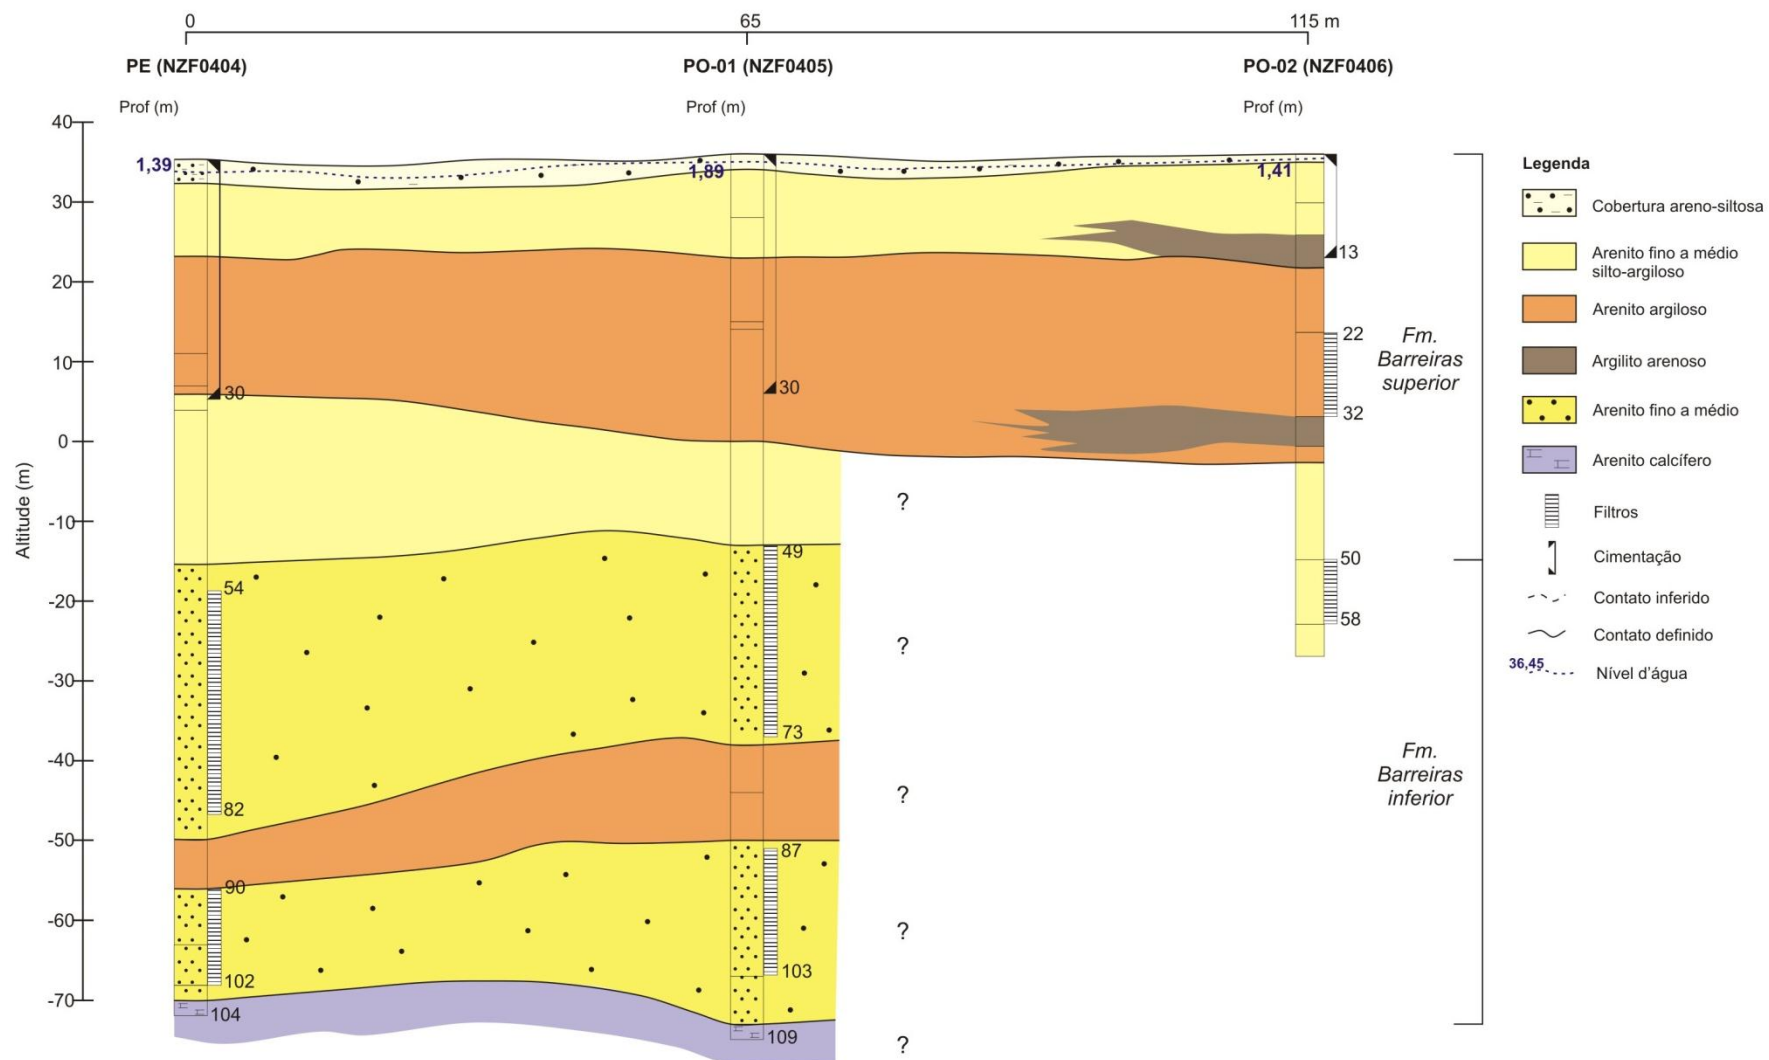 0 65 115 m
PE (NZF0404) PO-01 (NZF0405) PO-02 (NZF0406)
Prof (m) Prof (m) Prof (m)
Altitude (m)
40
30
20
10
0
-10
-20
-30
-40
-50
-60
-70
1,39
30
54
82
90
102
104
1,89
30
49
73
87
103
109
1,41
13
22
32
50
58
?
?
?
?
?
Fm.
Barreiras
superior
Fm.
Barreiras
inferior
Legenda
Cobertura areno-siltosa
Arenito fino a médio
silto-argiloso
Arenito argiloso
Argilito arenoso
Arenito fino a médio
Arenito calcífero
Filtros
Cimentação
Contato inferido
Contato definido
36,45 Nível d'água